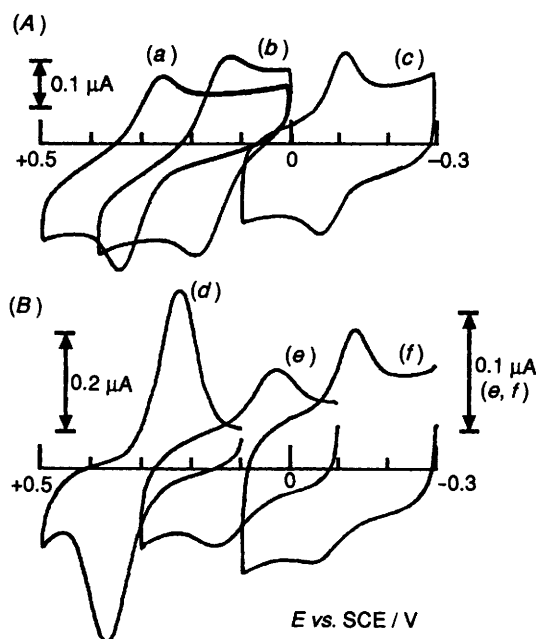 (A)
(a)
(b)
(c)
0.1 μA
+0.5
0
−0.3
(B)
(d)
(e)
(f)
0.2 μA
0.1 μA
(e, f)
+0.5
0
−0.3
E vs. SCE / V